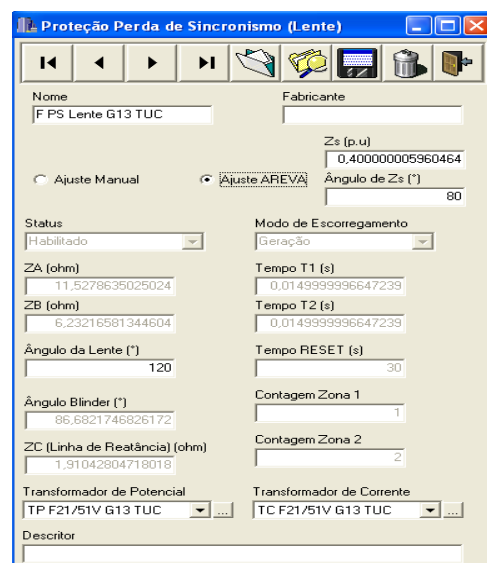 Proteção Perda de Sincronismo (Lente)
Nome
Fabricante
F PS Lente G13 TUC
Zs (p.u)
0,400000005960464
Ajuste Manual
Ajuste AREVA
Ângulo de Zs (°)
80
Status
Modo de Escorregamento
Habilitado
Geração
ZA (ohm)
Tempo T1 (s)
11,5278635025024
0,0149999996647239
ZB (ohm)
Tempo T2 (s)
6,23216581344604
0,0149999996647239
Ângulo da Lente (°)
Tempo RESET (s)
120
30
Ângulo Blinder (°)
Contagem Zona 1
86,6821746826172
1
ZC (Linha de Reatância) (ohm)
Contagem Zona 2
1,91042804718018
2
Transformador de Potencial
Transformador de Corrente
TP F21/51V G13 TUC
...
TC F21/51V G13 TUC
...
Descritor